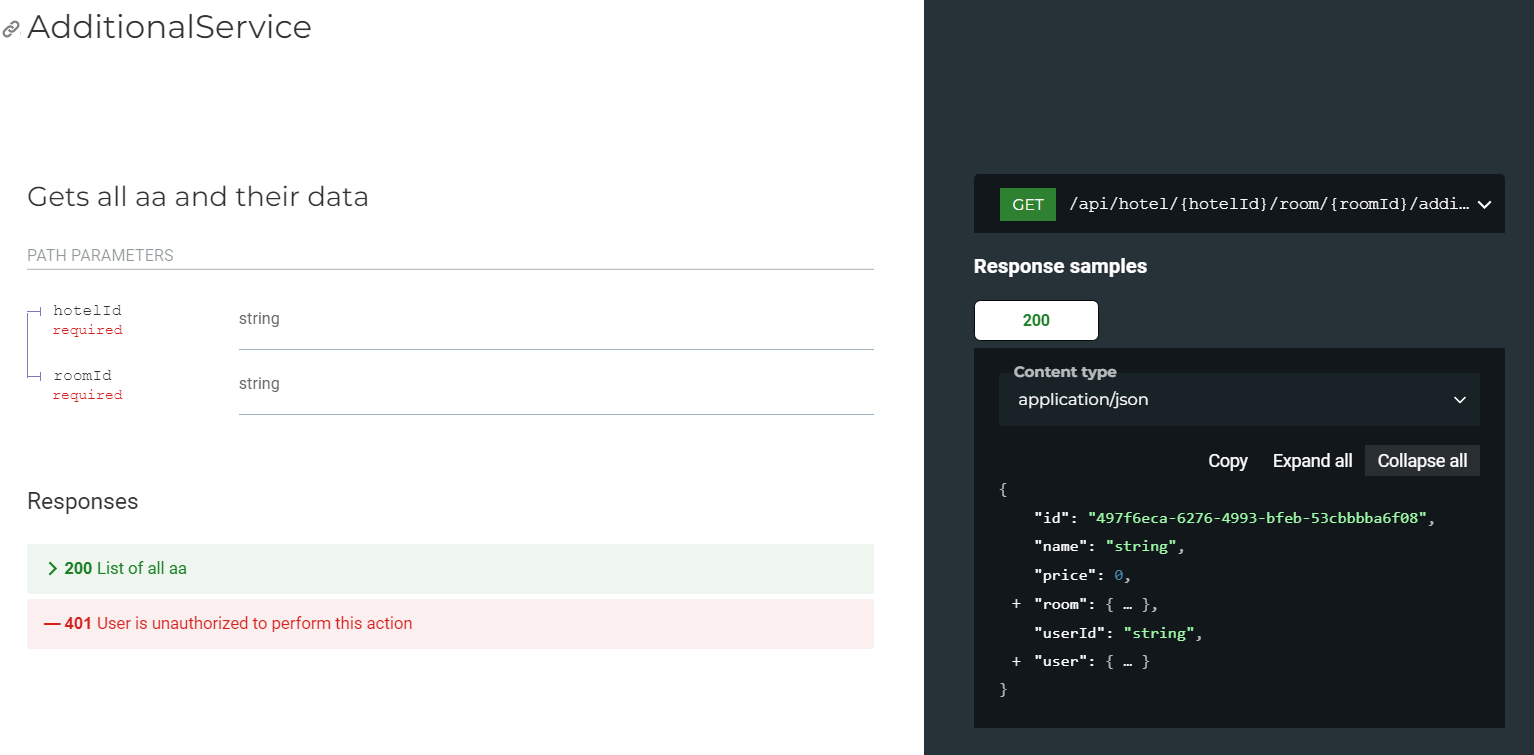 AdditionalService
Gets all aa and their data
PATH PARAMETERS
hotelId
required
string
roomId
required
string
Responses
200 List of all aa
401 User is unauthorized to perform this action
GET /api/hotel/{hotelId}/room/{roomId}/addi…
Response samples
200
Content type
application/json
Copy Expand all Collapse all
{
"id": "497f6eca-6276-4993-bfeb-53cbbbba6f08",
"name": "string",
"price": 0,
+ "room": { … },
"userId": "string",
+ "user": { … }
}